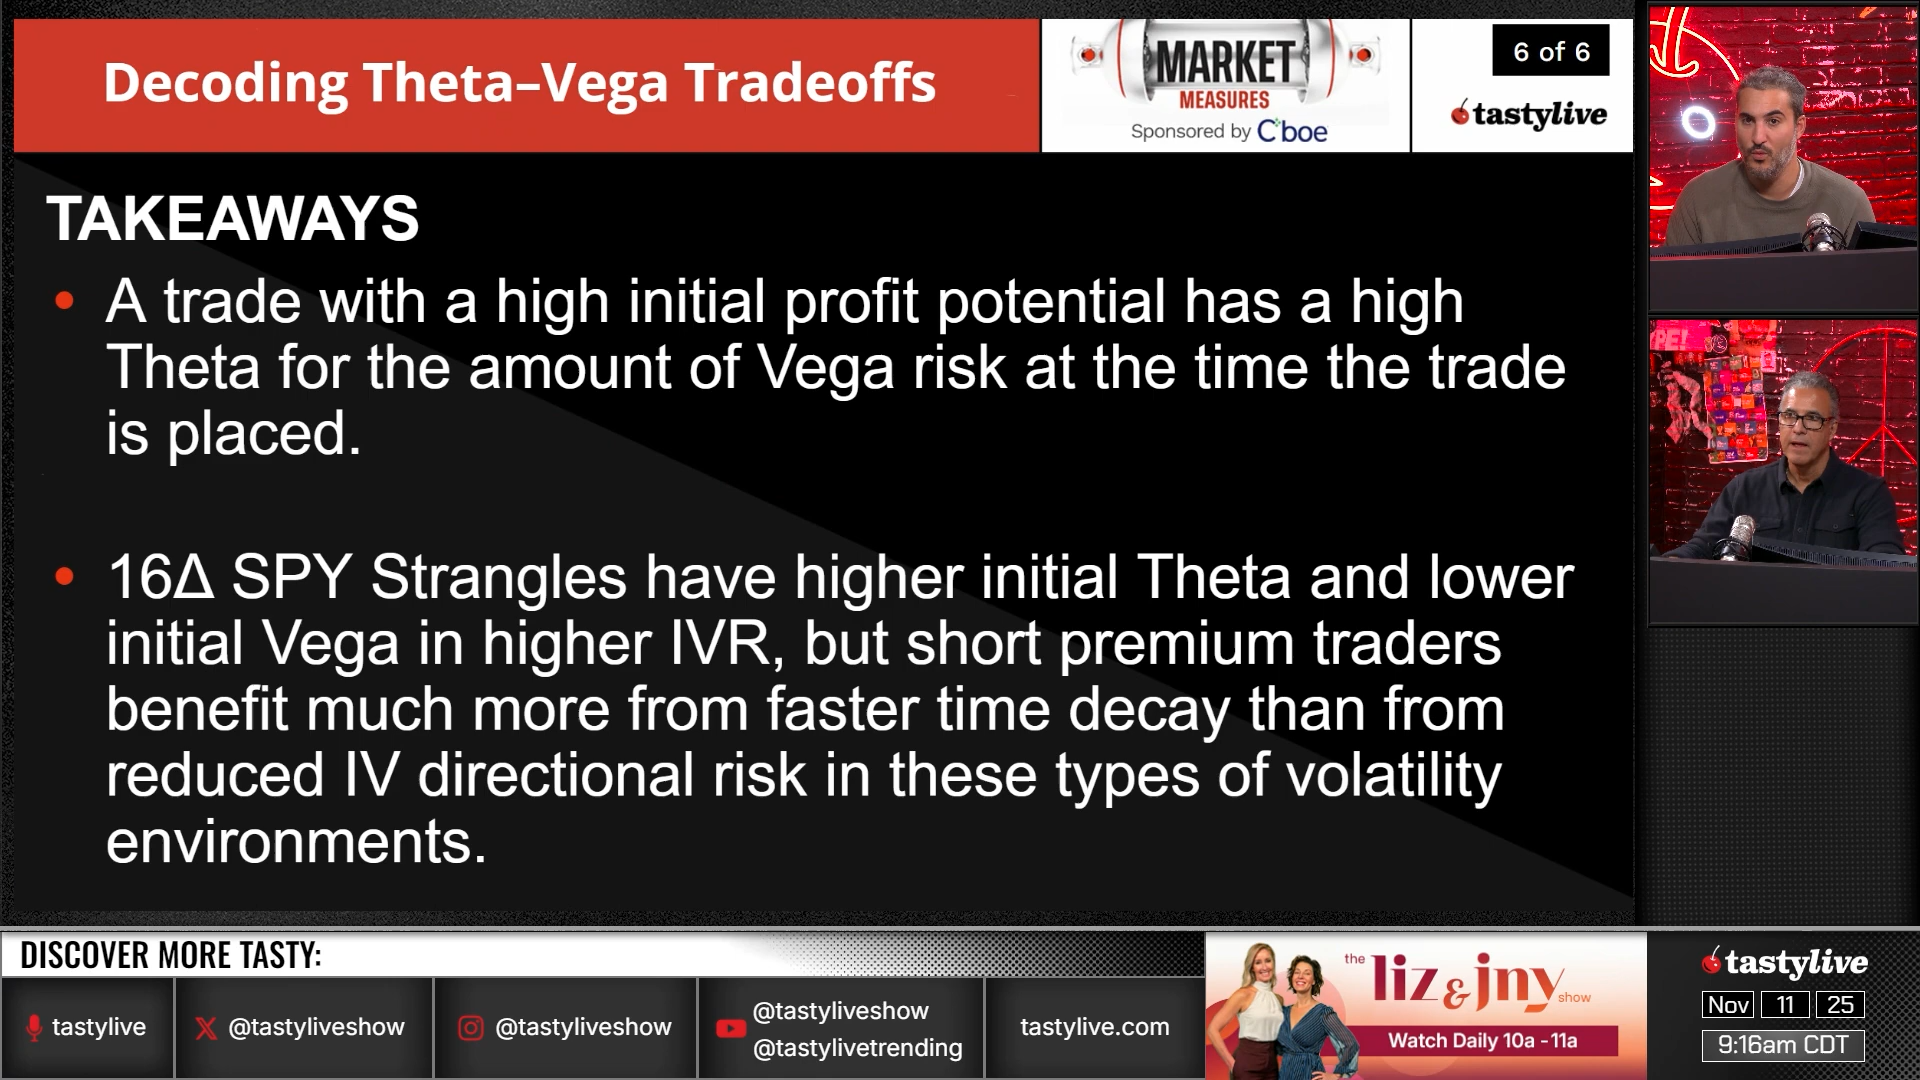 Decoding Theta–Vega Tradeoffs
MARKET
MEASURES
Sponsored by Cboe
6 of 6
tastylive
TAKEAWAYS
• A trade with a high initial profit potential has a high
Theta for the amount of Vega risk at the time the trade
is placed.
• 16Δ SPY Strangles have higher initial Theta and lower
initial Vega in higher IVR, but short premium traders
benefit much more from faster time decay than from
reduced IV directional risk in these types of volatility
environments.
DISCOVER MORE TASTY:
tastylive
@tastyliveshow
@tastyliveshow
@tastyliveshow
@tastylivetrending
tastylive.com
the liz & jny show
Watch Daily 10a - 11a
tastylive
Nov 11 25
9:16am CDT